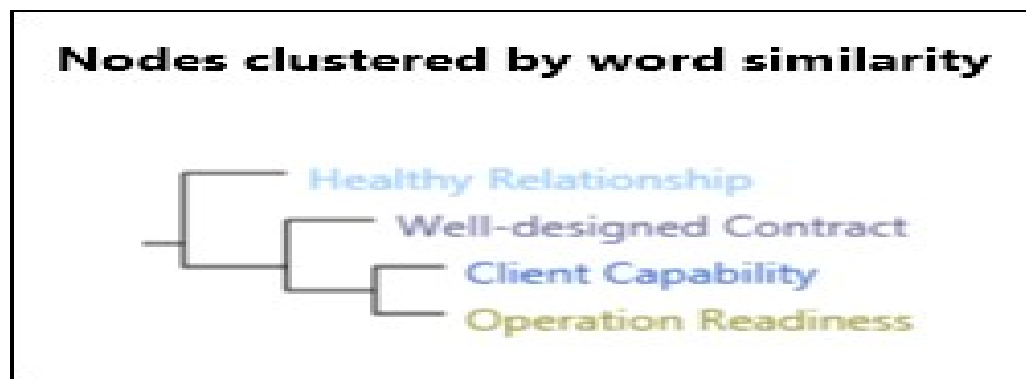 Nodes clustered by word similarity
Healthy Relationship
Well-designed Contract
Client Capability
Operation Readiness